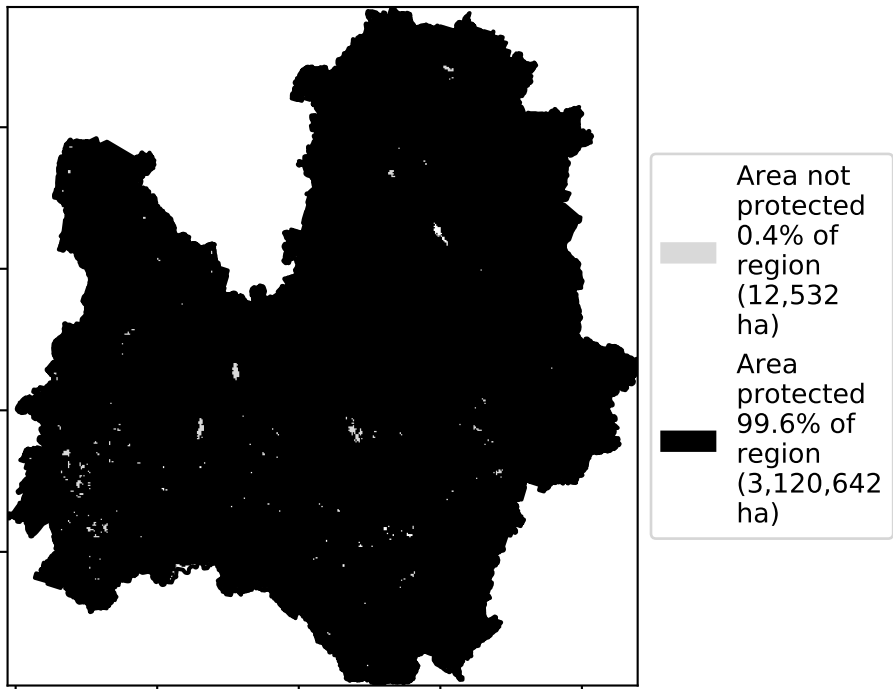 Area not
protected
0.4% of
region
(12,532
ha)
Area
protected
99.6% of
region
(3,120,642
ha)